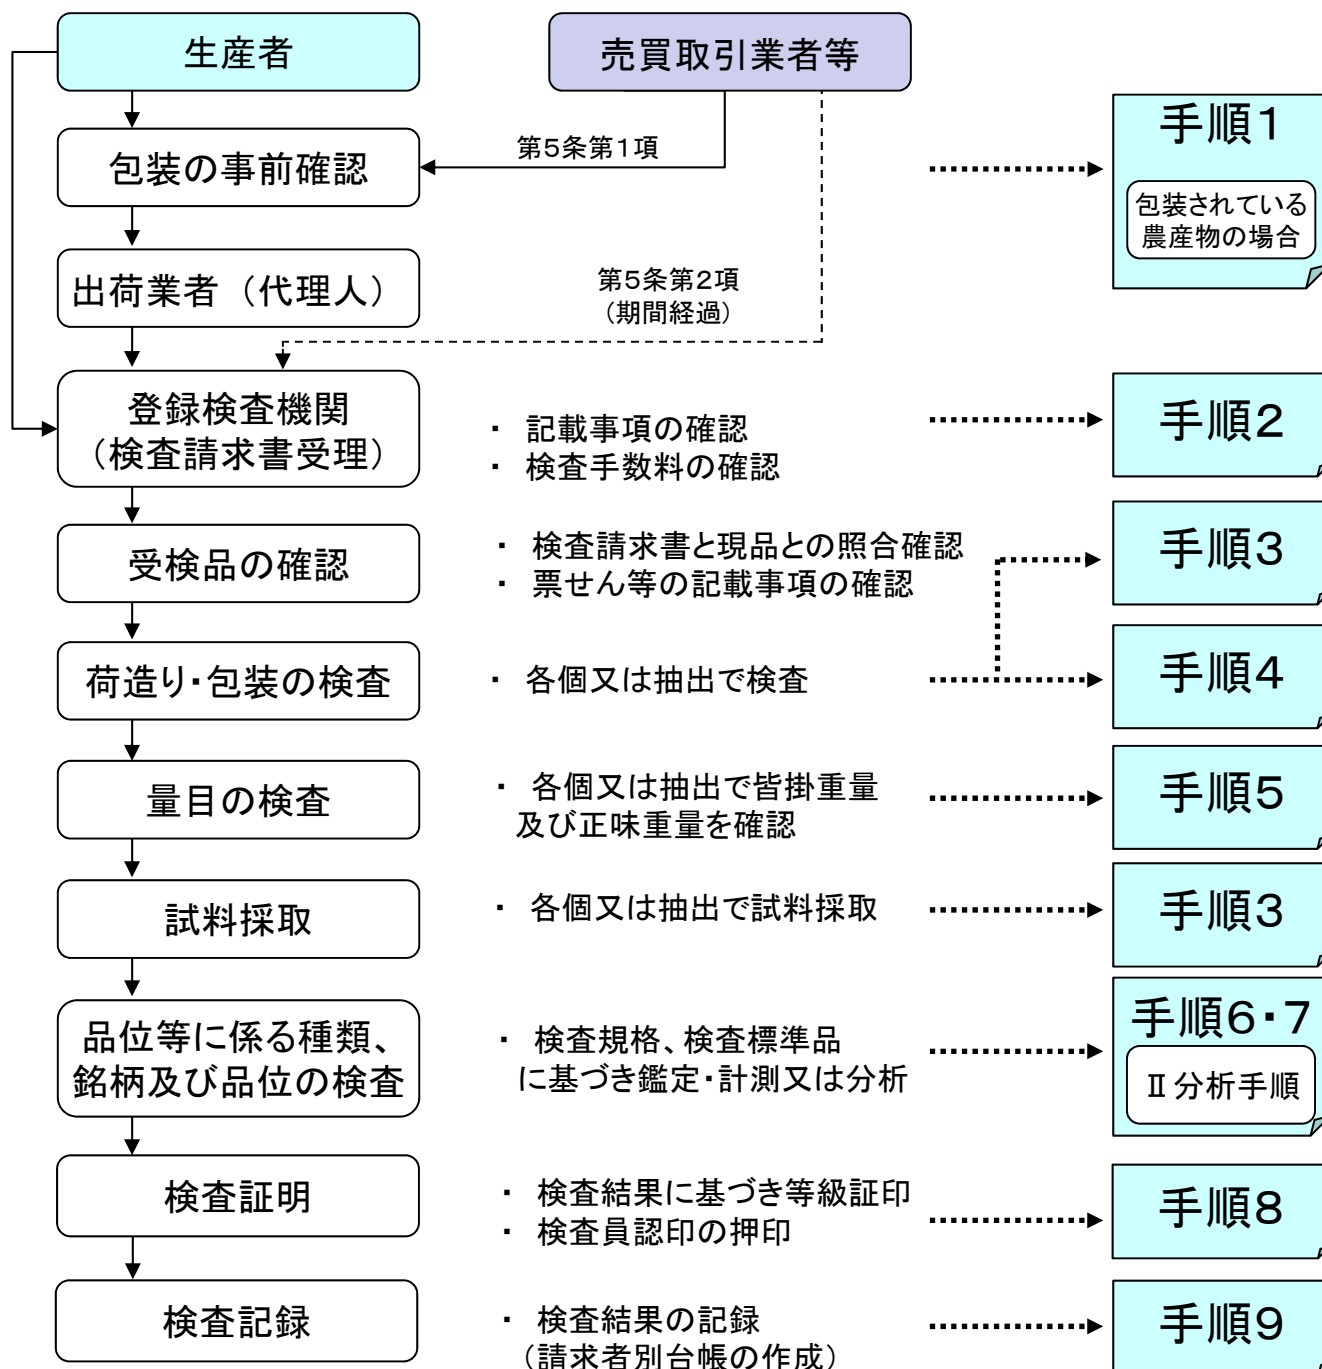 生産者
売買取引業者等
包装の事前確認
第5条第1項
手順1
包装されている
農産物の場合
出荷業者（代理人）
第5条第2項
（期間経過）
登録検査機関
（検査請求書受理）
・ 記載事項の確認
・ 検査手数料の確認
手順2
受検品の確認
・ 検査請求書と現品との照合確認
・ 票せん等の記載事項の確認
手順3
荷造り・包装の検査
・ 各個又は抽出で検査
手順4
量目の検査
・ 各個又は抽出で皆掛重量
及び正味重量を確認
手順5
試料採取
・ 各個又は抽出で試料採取
手順3
品位等に係る種類、
銘柄及び品位の検査
・ 検査規格、検査標準品
に基づき鑑定・計測又は分析
手順6・7
Ⅱ分析手順
検査証明
・ 検査結果に基づき等級証印
・ 検査員認印の押印
手順8
検査記録
・ 検査結果の記録
（請求者別台帳の作成）
手順9